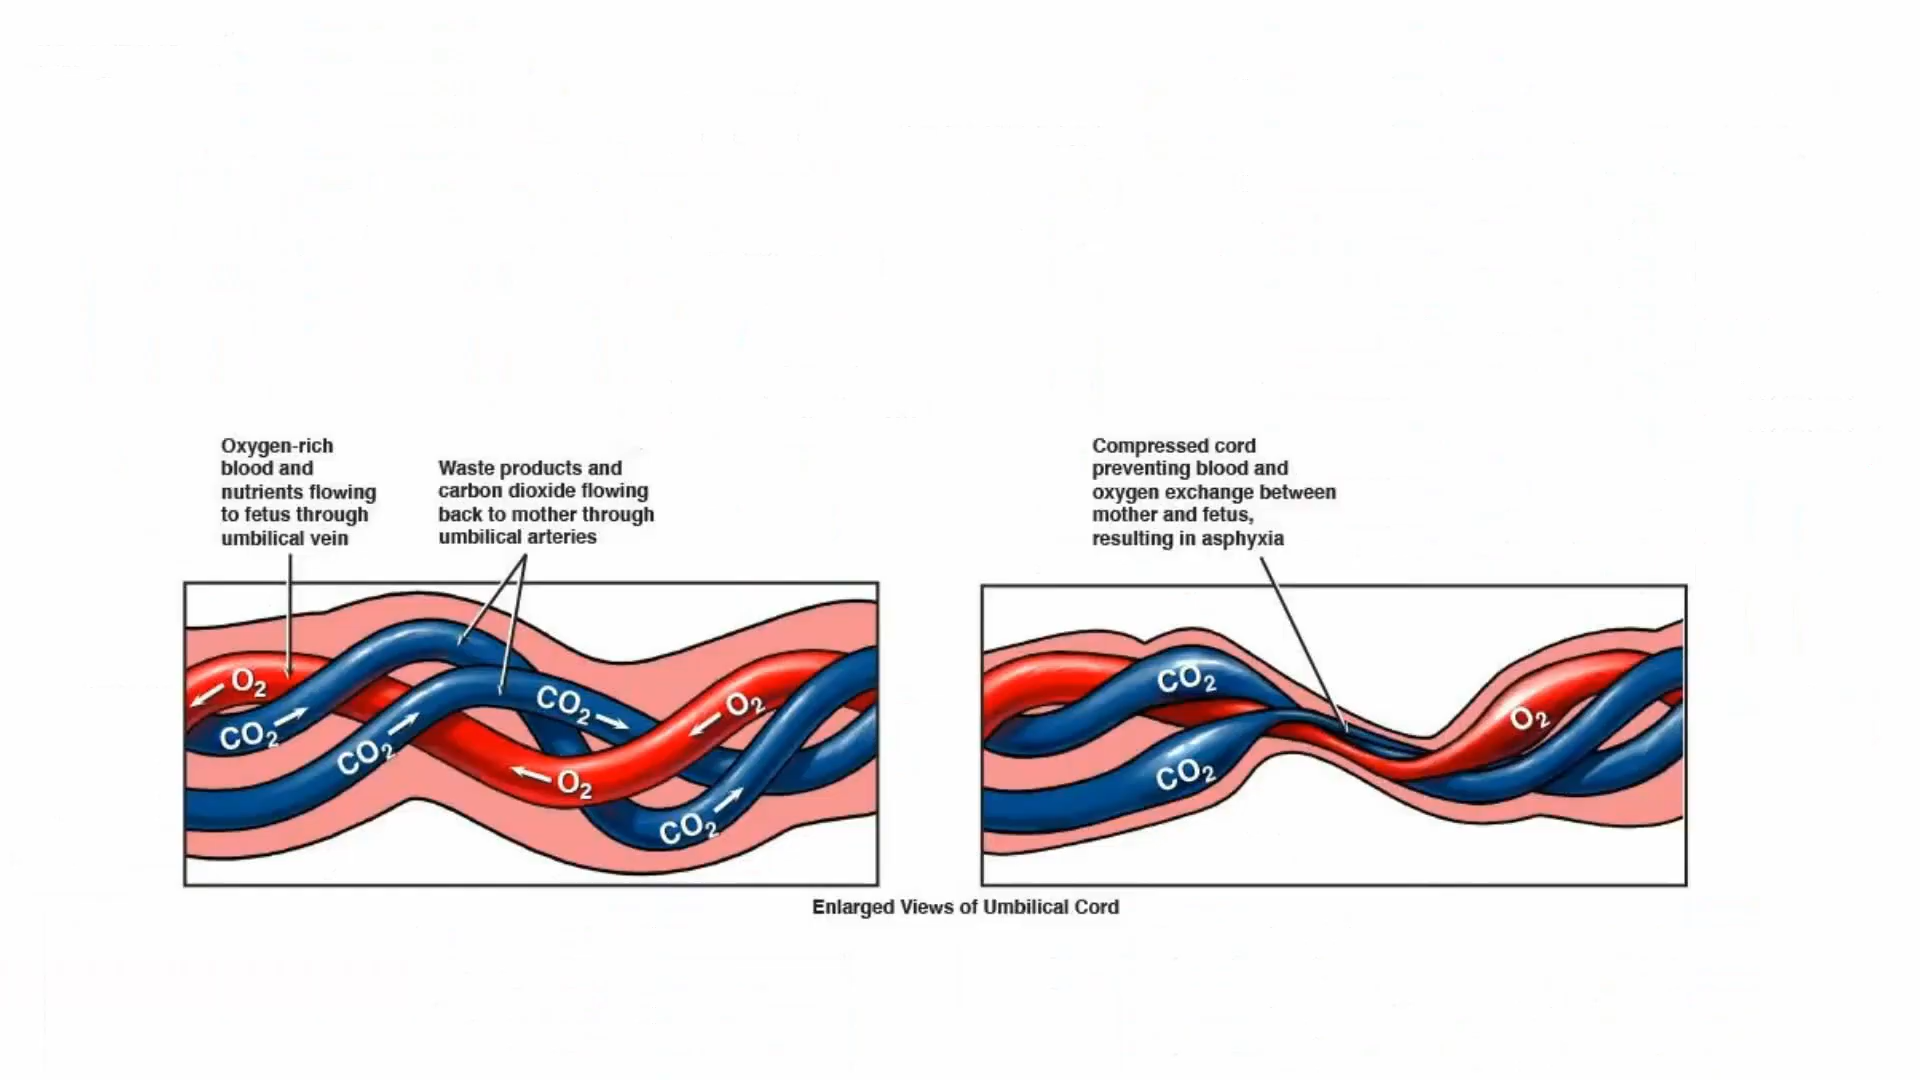 Oxygen-rich
blood and
nutrients flowing
to fetus through
umbilical vein
Waste products and
carbon dioxide flowing
back to mother through
umbilical arteries
Compressed cord
preventing blood and
oxygen exchange between
mother and fetus,
resulting in asphyxia
O2
CO2
CO2
CO2
O2
O2
CO2
CO2
CO2
O2
Enlarged Views of Umbilical Cord